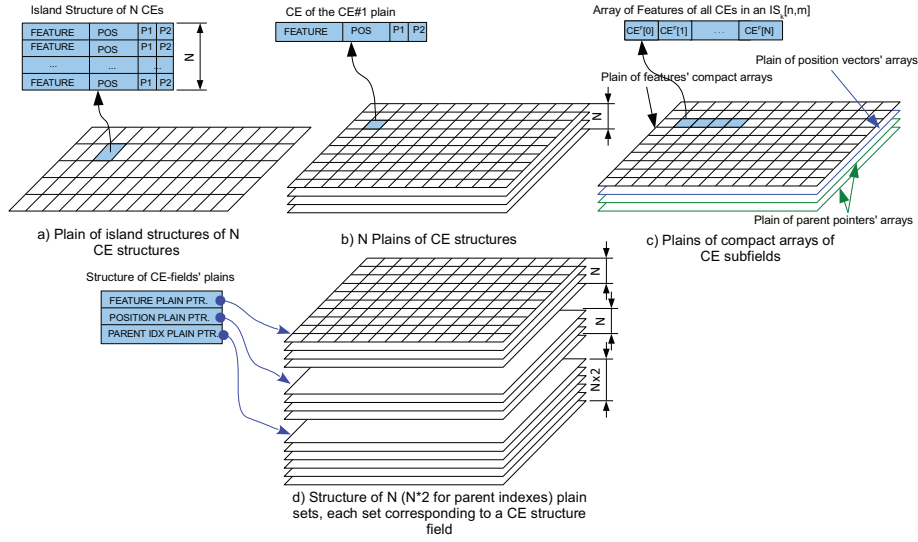 Island Structure of N CEs
FEATURE POS P1 P2
FEATURE POS P1 P2
... ... ...
FEATURE POS P1 P2
N
a) Plain of island structures of N
CE structures
CE of the CE#1 plain
FEATURE POS P1 P2
N
b) N Plains of CE structures
Array of Features of all CEs in an ISk[n,m]
CEF[0] CEF[1] ... CEF[N]
Plain of position vectors' arrays
Plain of features' compact arrays
Plain of parent pointers' arrays
c) Plains of compact arrays of
CE subfields
Structure of CE-fields' plains
FEATURE PLAIN PTR.
POSITION PLAIN PTR.
PARENT IDX PLAIN PTR.
N
N
Nx2
d) Structure of N (N*2 for parent indexes) plain
sets, each set corresponding to a CE structure
field